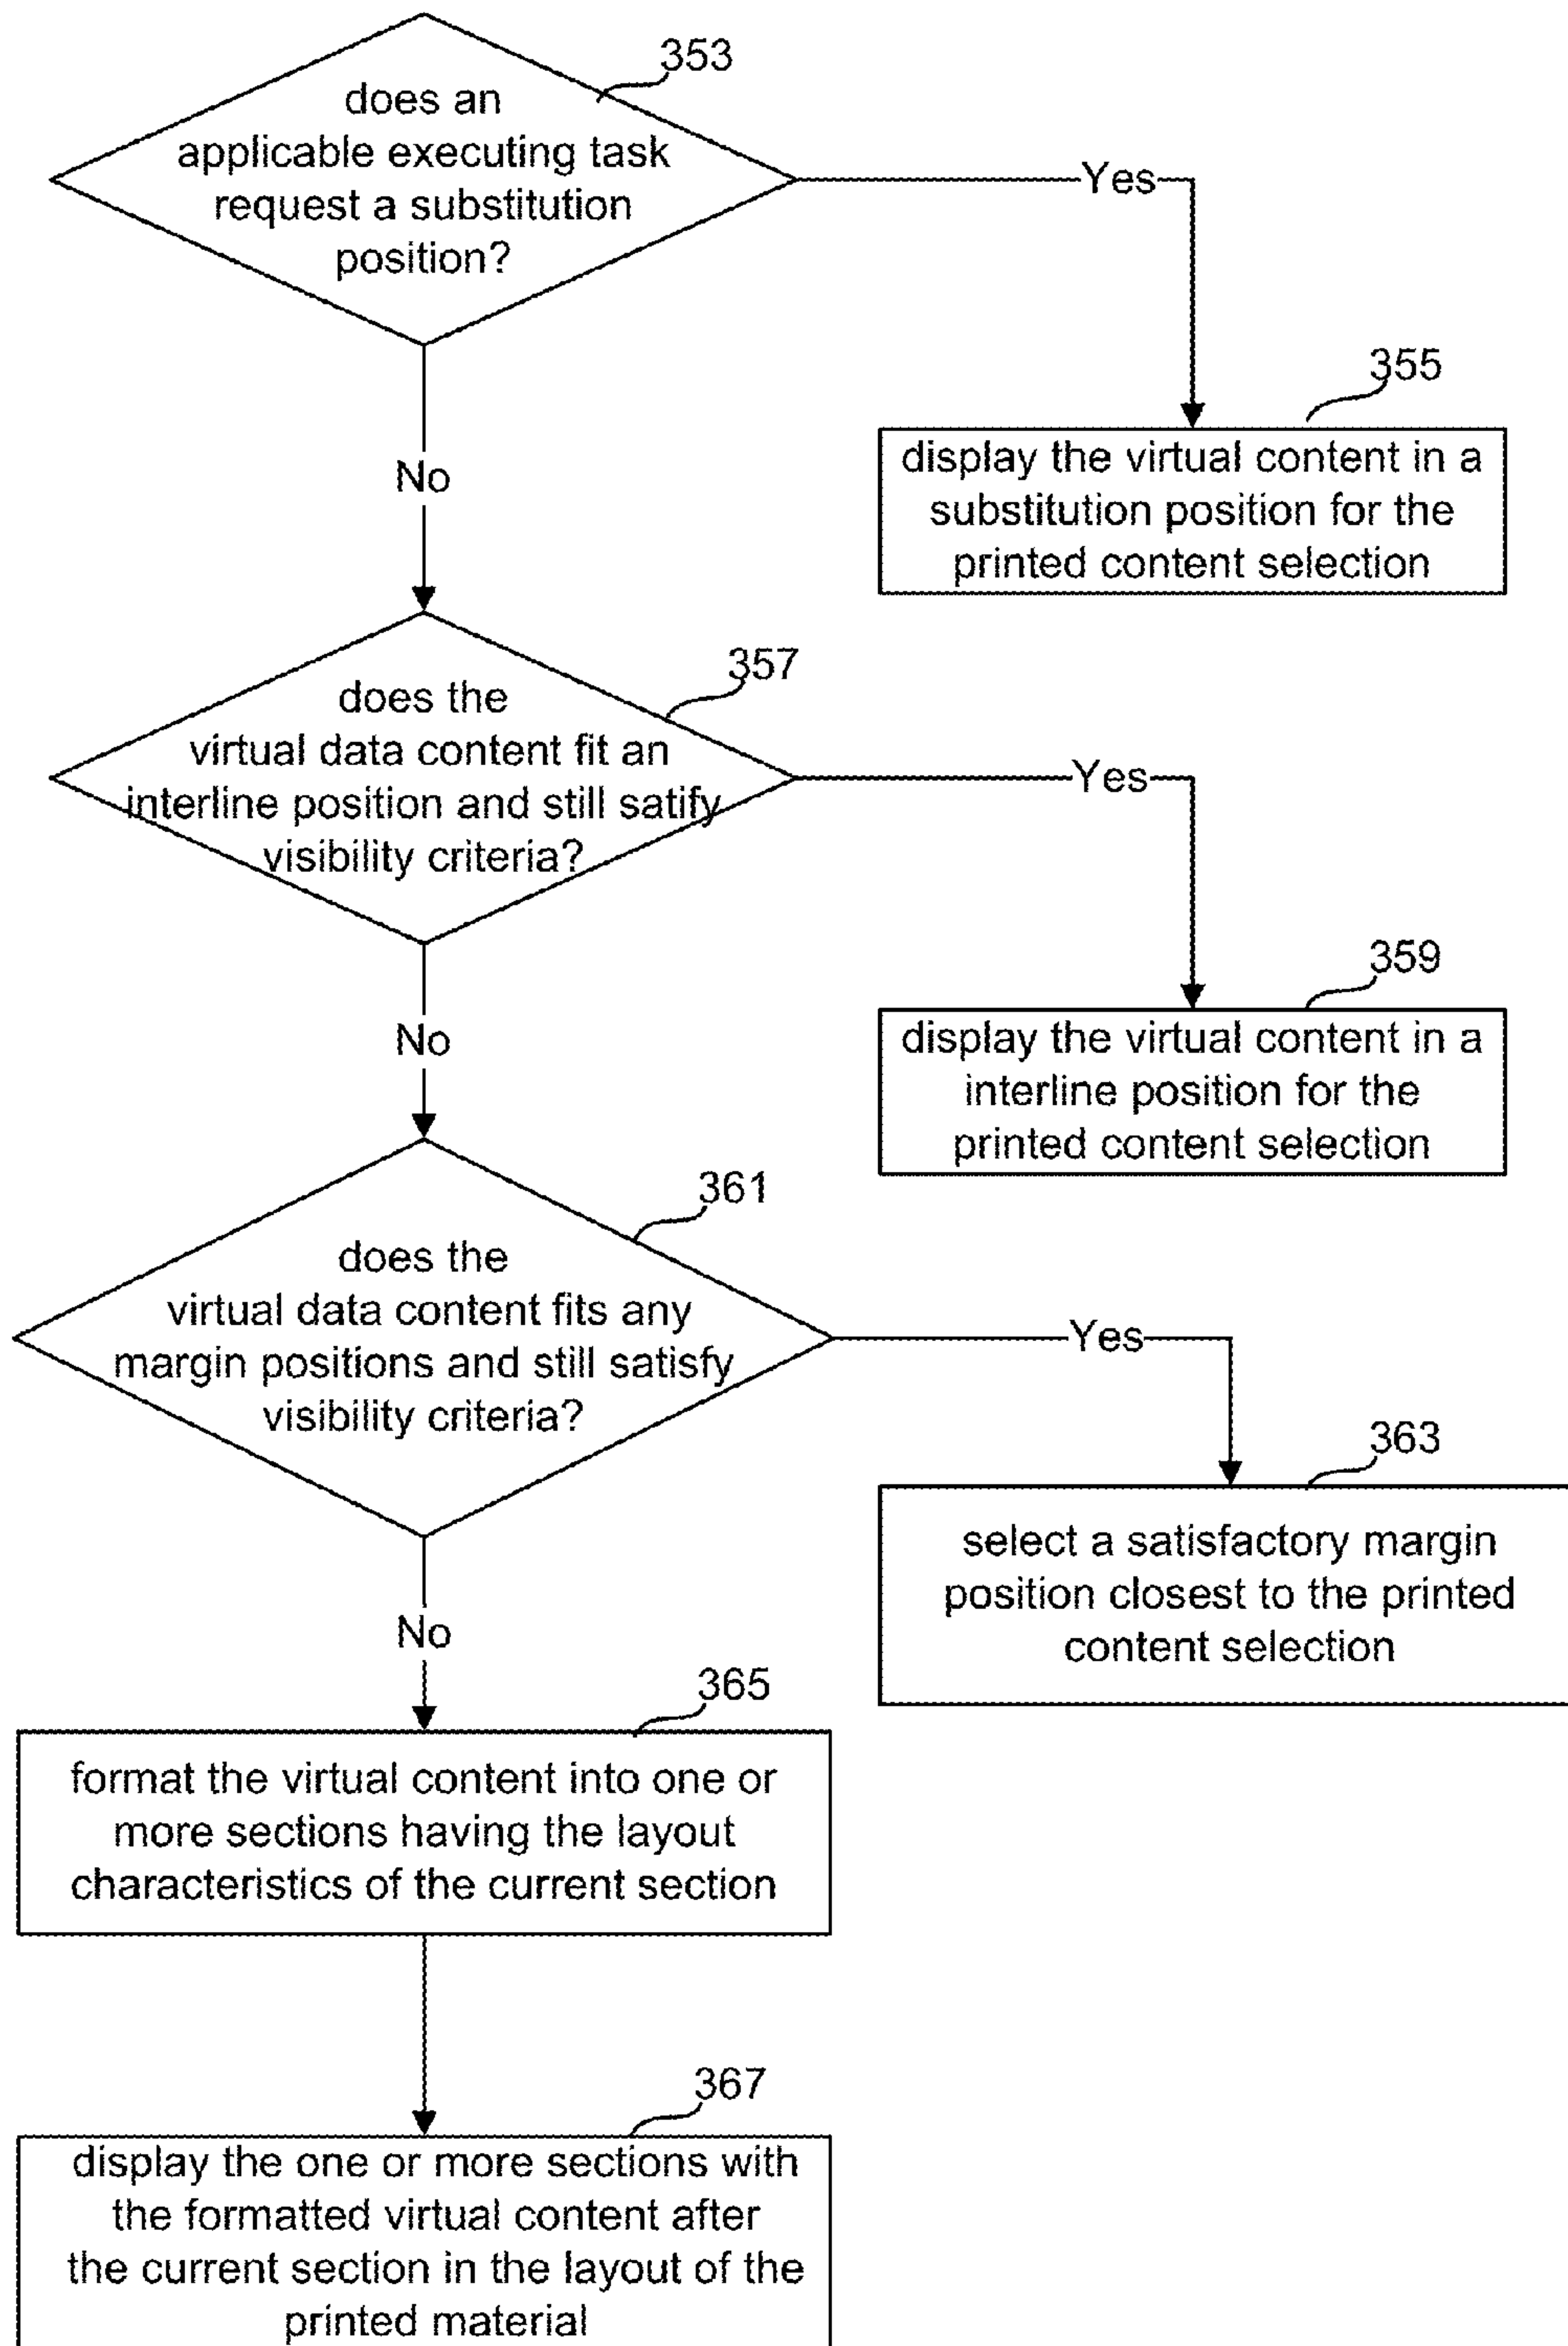 353
does an
applicable executing task
request a substitution
position?
Yes
355
display the virtual content in a
substitution position for the
printed content selection
No
357
does the
virtual data content fit an
interline position and still satify
visibility criteria?
Yes
359
display the virtual content in a
interline position for the
printed content selection
No
361
does the
virtual data content fits any
margin positions and still satisfy
visibility criteria?
Yes
363
select a satisfactory margin
position closest to the printed
content selection
No
365
format the virtual content into one or
more sections having the layout
characteristics of the current section
367
display the one or more sections with
the formatted virtual content after
the current section in the layout of the
printed material